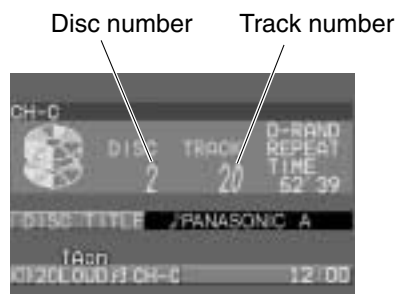 Disc number Track number
CH-C
DISC TRACK D-RAND
REPEAT
TIME
2 20 62 39
DISC TITLE ♪PANASONIC A
LOUD CH-C 12:00